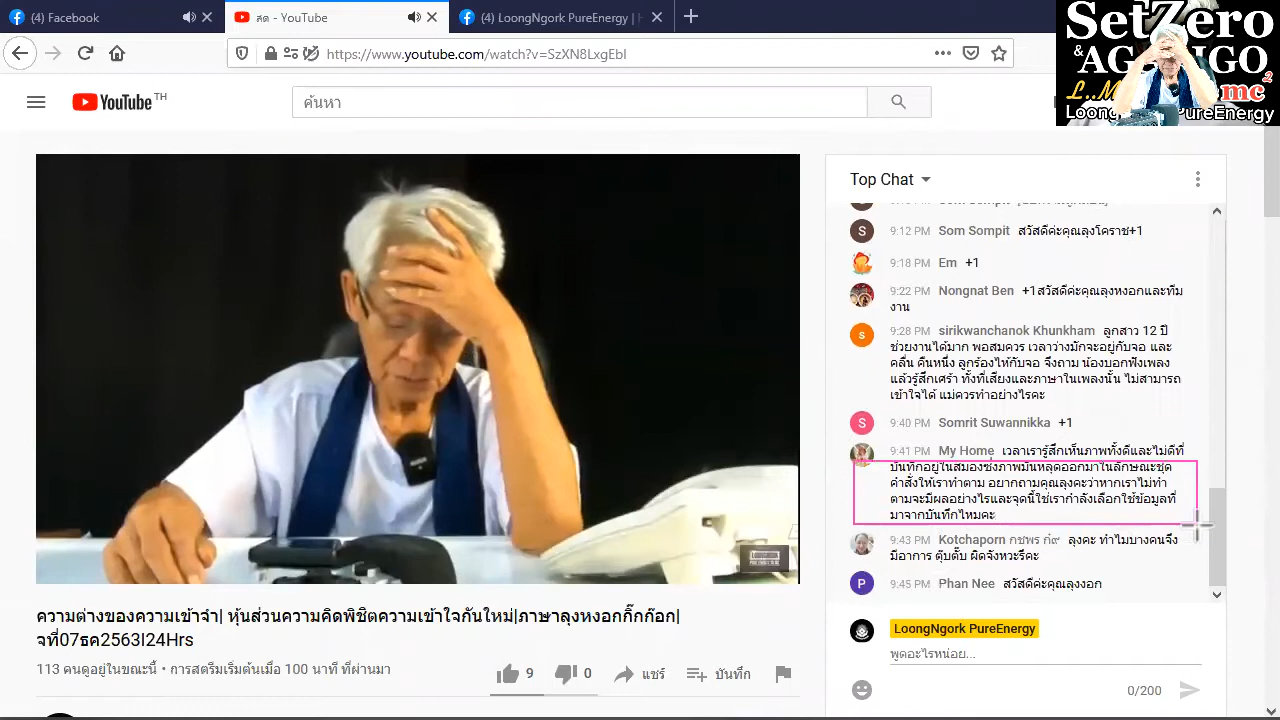 (4) Facebook
สด - YouTube
(4) LoongNgork PureEnergy | H
https://www.youtube.com/watch?v=SzXN8LxgEbI
SetZero
&
L..M
mc²
PureEnergy
YouTube TH
ค้นหา
Top Chat
9:12 PM Som Sompit สวัสดีค่ะคุณลุงโคราช+1
9:18 PM Em +1
9:22 PM Nongnat Ben +1สวัสดีค่ะคุณลุงหงอกและทีม
งาน
9:28 PM sirikwanchanok Khunkham ลูกสาว 12 ปี
ช่วยงานได้มาก พอสมควร เวลาว่างมักจะอยู่กับจอ และ
คลื่น คืนหนึ่ง ลูกร้องไห้กับจอ จึงถาม น้องบอกฟังเพลง
แล้วรู้สึกเศร้า ทั้งที่เสียงและภาษาในเพลงนั้น ไม่สามารถ
เข้าใจได้ แม่ควรทำอย่างไรคะ
9:40 PM Somrit Suwannikka +1
9:41 PM My Home เวลาเรารู้สึกเห็นภาพทั้งดีและไม่ดีที่
บันทึกอยู่ในสมองซึ่งภาพมันหลุดออกมาในลักษณะชุด
คำสั่งให้เราทำตาม อยากถามคุณลุงคะว่าหากเราไม่ทำ
ตามจะมีผลอย่างไรและจุดนี้ใช่เรากำลังเลือกใช้ข้อมูลที่
มาจากบันทึกไหมคะ
9:43 PM Kotchaporn กชพร ก่๙ ลุงคะ ทำไมบางคนจึง
มีอาการ ตุ๊บตั๊บ ผิดจังหวะรึคะ
9:45 PM Phan Nee สวัสดีค่ะคุณลุงงอก
LoongNgork PureEnergy
พูดอะไรหน่อย...
0/200
ความต่างของความเข้าจำ| หุ้นส่วนความคิดพิชิตความเข้าใจกันใหม่|ภาษาลุงหงอกกิ๊กก๊อก|
จที่07ธค2563I24Hrs
113 คนดูอยู่ในขณะนี้ • การสตรีมเริ่มต้นเมื่อ 100 นาที ที่ผ่านมา
9
0
แชร์
บันทึก